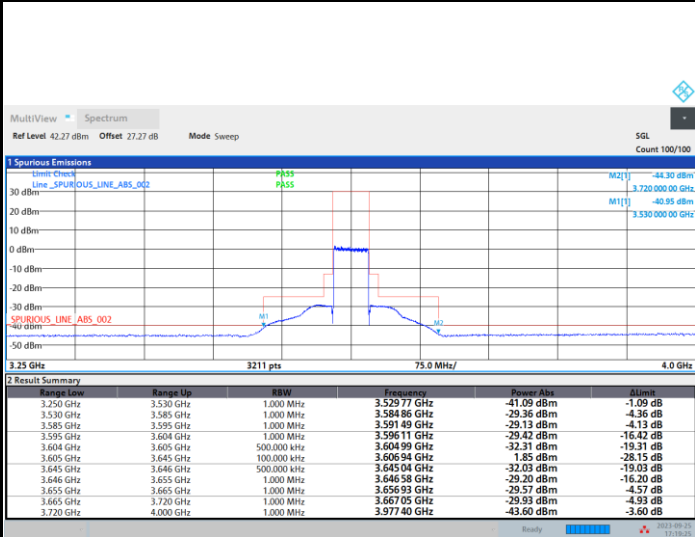 MultiView Spectrum
Ref Level 42.27 dBm Offset 27.27 dB Mode Sweep SGL
Count 100/100
1 Spurious Emissions
Limit Check PASS M2[1] -44.30 dBm
Line _SPURIOUS_LINE_ABS_002 PASS 3.720 000 00 GHz
30 dBm M1[1] -40.95 dBm
3.530 000 00 GHz
20 dBm
10 dBm
0 dBm
-10 dBm
-20 dBm
-30 dBm
M1
_SPURIOUS_LINE_ABS_002
M2
-40 dBm
-50 dBm
3.25 GHz 3211 pts 75.0 MHz/ 4.0 GHz
2 Result Summary
Range Low Range Up RBW Frequency Power Abs ΔLimit
3.250 GHz 3.530 GHz 1.000 MHz 3.529 77 GHz -41.09 dBm -1.09 dB
3.530 GHz 3.585 GHz 1.000 MHz 3.584 86 GHz -29.36 dBm -4.36 dB
3.585 GHz 3.595 GHz 1.000 MHz 3.591 49 GHz -29.13 dBm -4.13 dB
3.595 GHz 3.604 GHz 1.000 MHz 3.596 11 GHz -29.42 dBm -16.42 dB
3.604 GHz 3.605 GHz 500.000 kHz 3.604 99 GHz -32.31 dBm -19.31 dB
3.605 GHz 3.645 GHz 100.000 kHz 3.606 94 GHz 1.85 dBm -28.15 dB
3.645 GHz 3.646 GHz 500.000 kHz 3.645 04 GHz -32.03 dBm -19.03 dB
3.646 GHz 3.655 GHz 1.000 MHz 3.646 58 GHz -29.20 dBm -16.20 dB
3.655 GHz 3.665 GHz 1.000 MHz 3.656 93 GHz -29.57 dBm -4.57 dB
3.665 GHz 3.720 GHz 1.000 MHz 3.667 05 GHz -29.93 dBm -4.93 dB
3.720 GHz 4.000 GHz 1.000 MHz 3.977 40 GHz -43.60 dBm -3.60 dB
Ready 2023-09-25
17:19:25